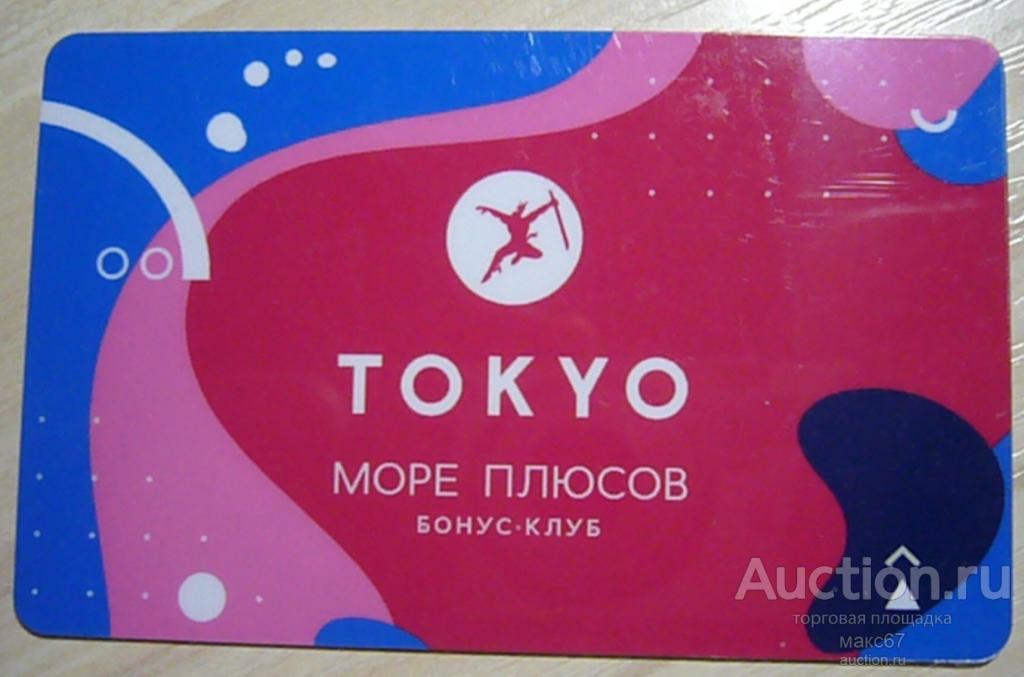 TOKYO
МОРЕ ПЛЮСОВ
БОНУС·КЛУБ
Auction.ru
торговая площадка
макс67
auction.ru